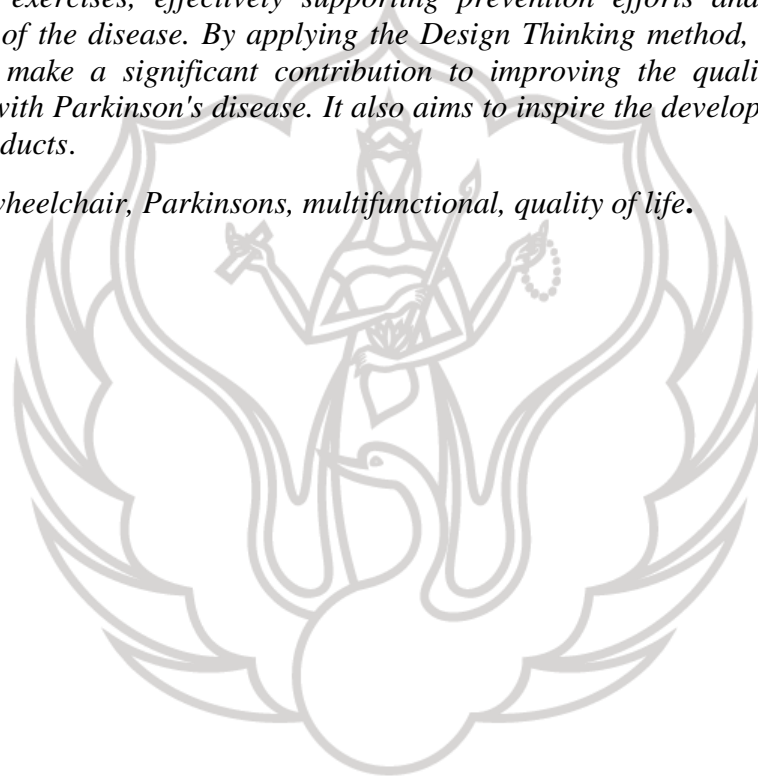 exercises, effectively supporting prevention efforts and
of the disease. By applying the Design Thinking method,
make a significant contribution to improving the quali
with Parkinson's disease. It also aims to inspire the develop
ducts.
wheelchair, Parkinsons, multifunctional, quality of life.